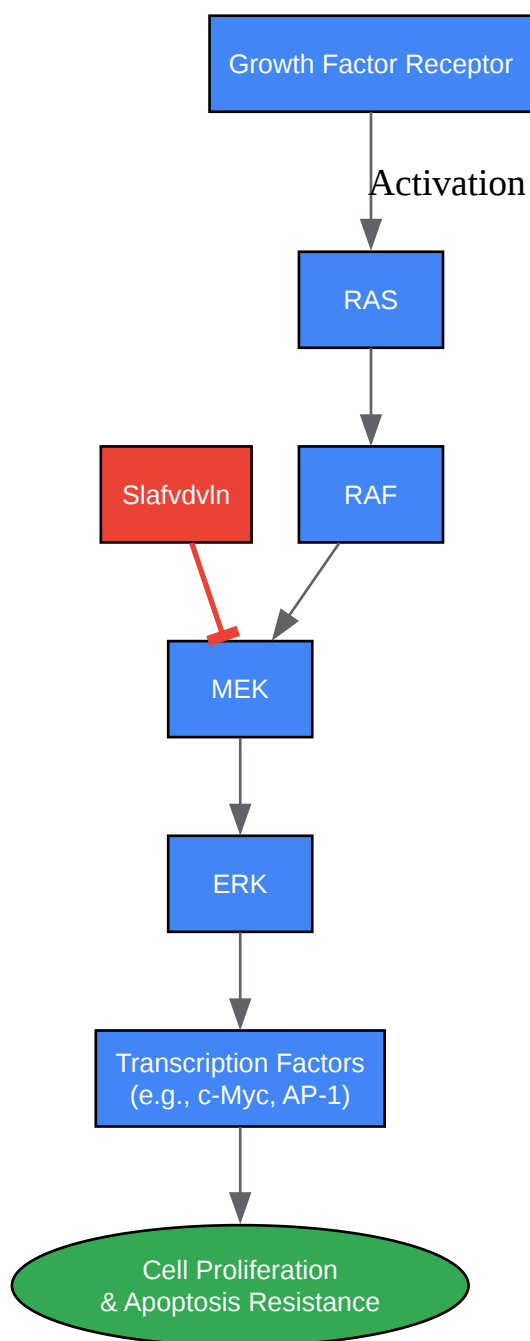 Growth Factor Receptor
Activation
RAS
Slafvdvln
RAF
MEK
ERK
Transcription Factors
(e.g., c-Myc, AP-1)
Cell Proliferation
& Apoptosis Resistance